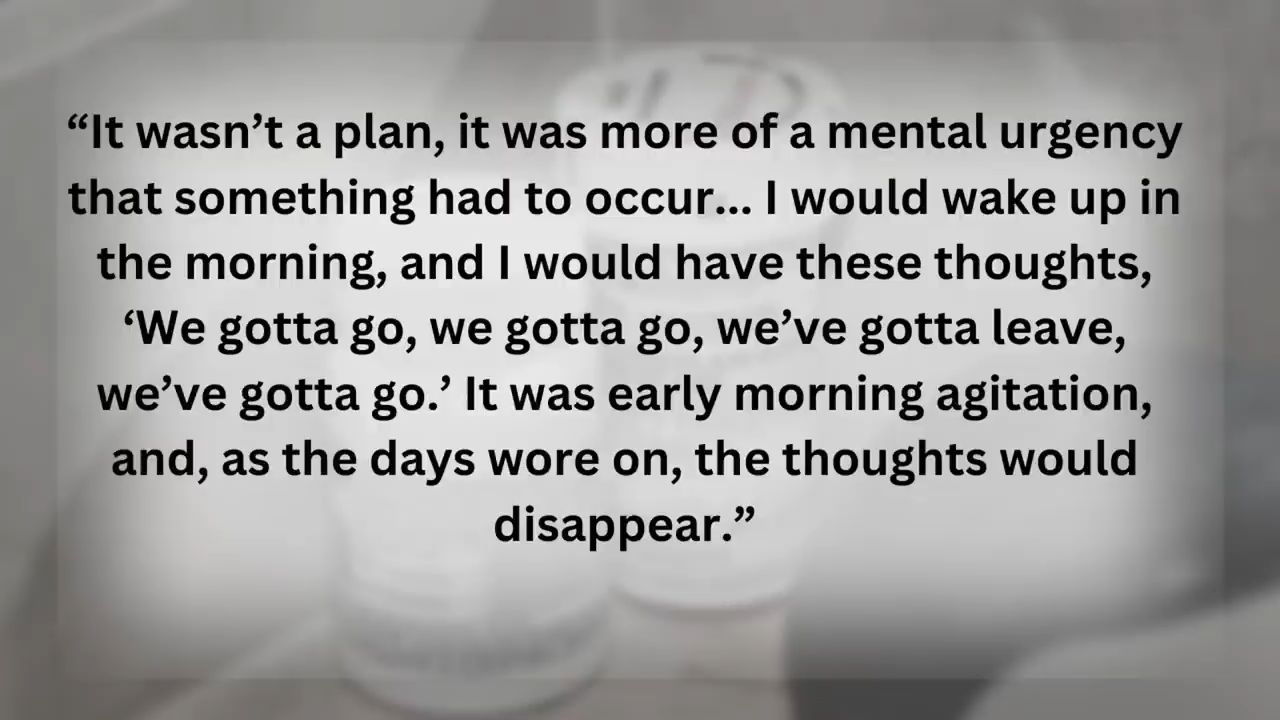 “It wasn’t a plan, it was more of a mental urgency
that something had to occur... I would wake up in
the morning, and I would have these thoughts,
‘We gotta go, we gotta go, we’ve gotta leave,
we’ve gotta go.’ It was early morning agitation,
and, as the days wore on, the thoughts would
disappear.”